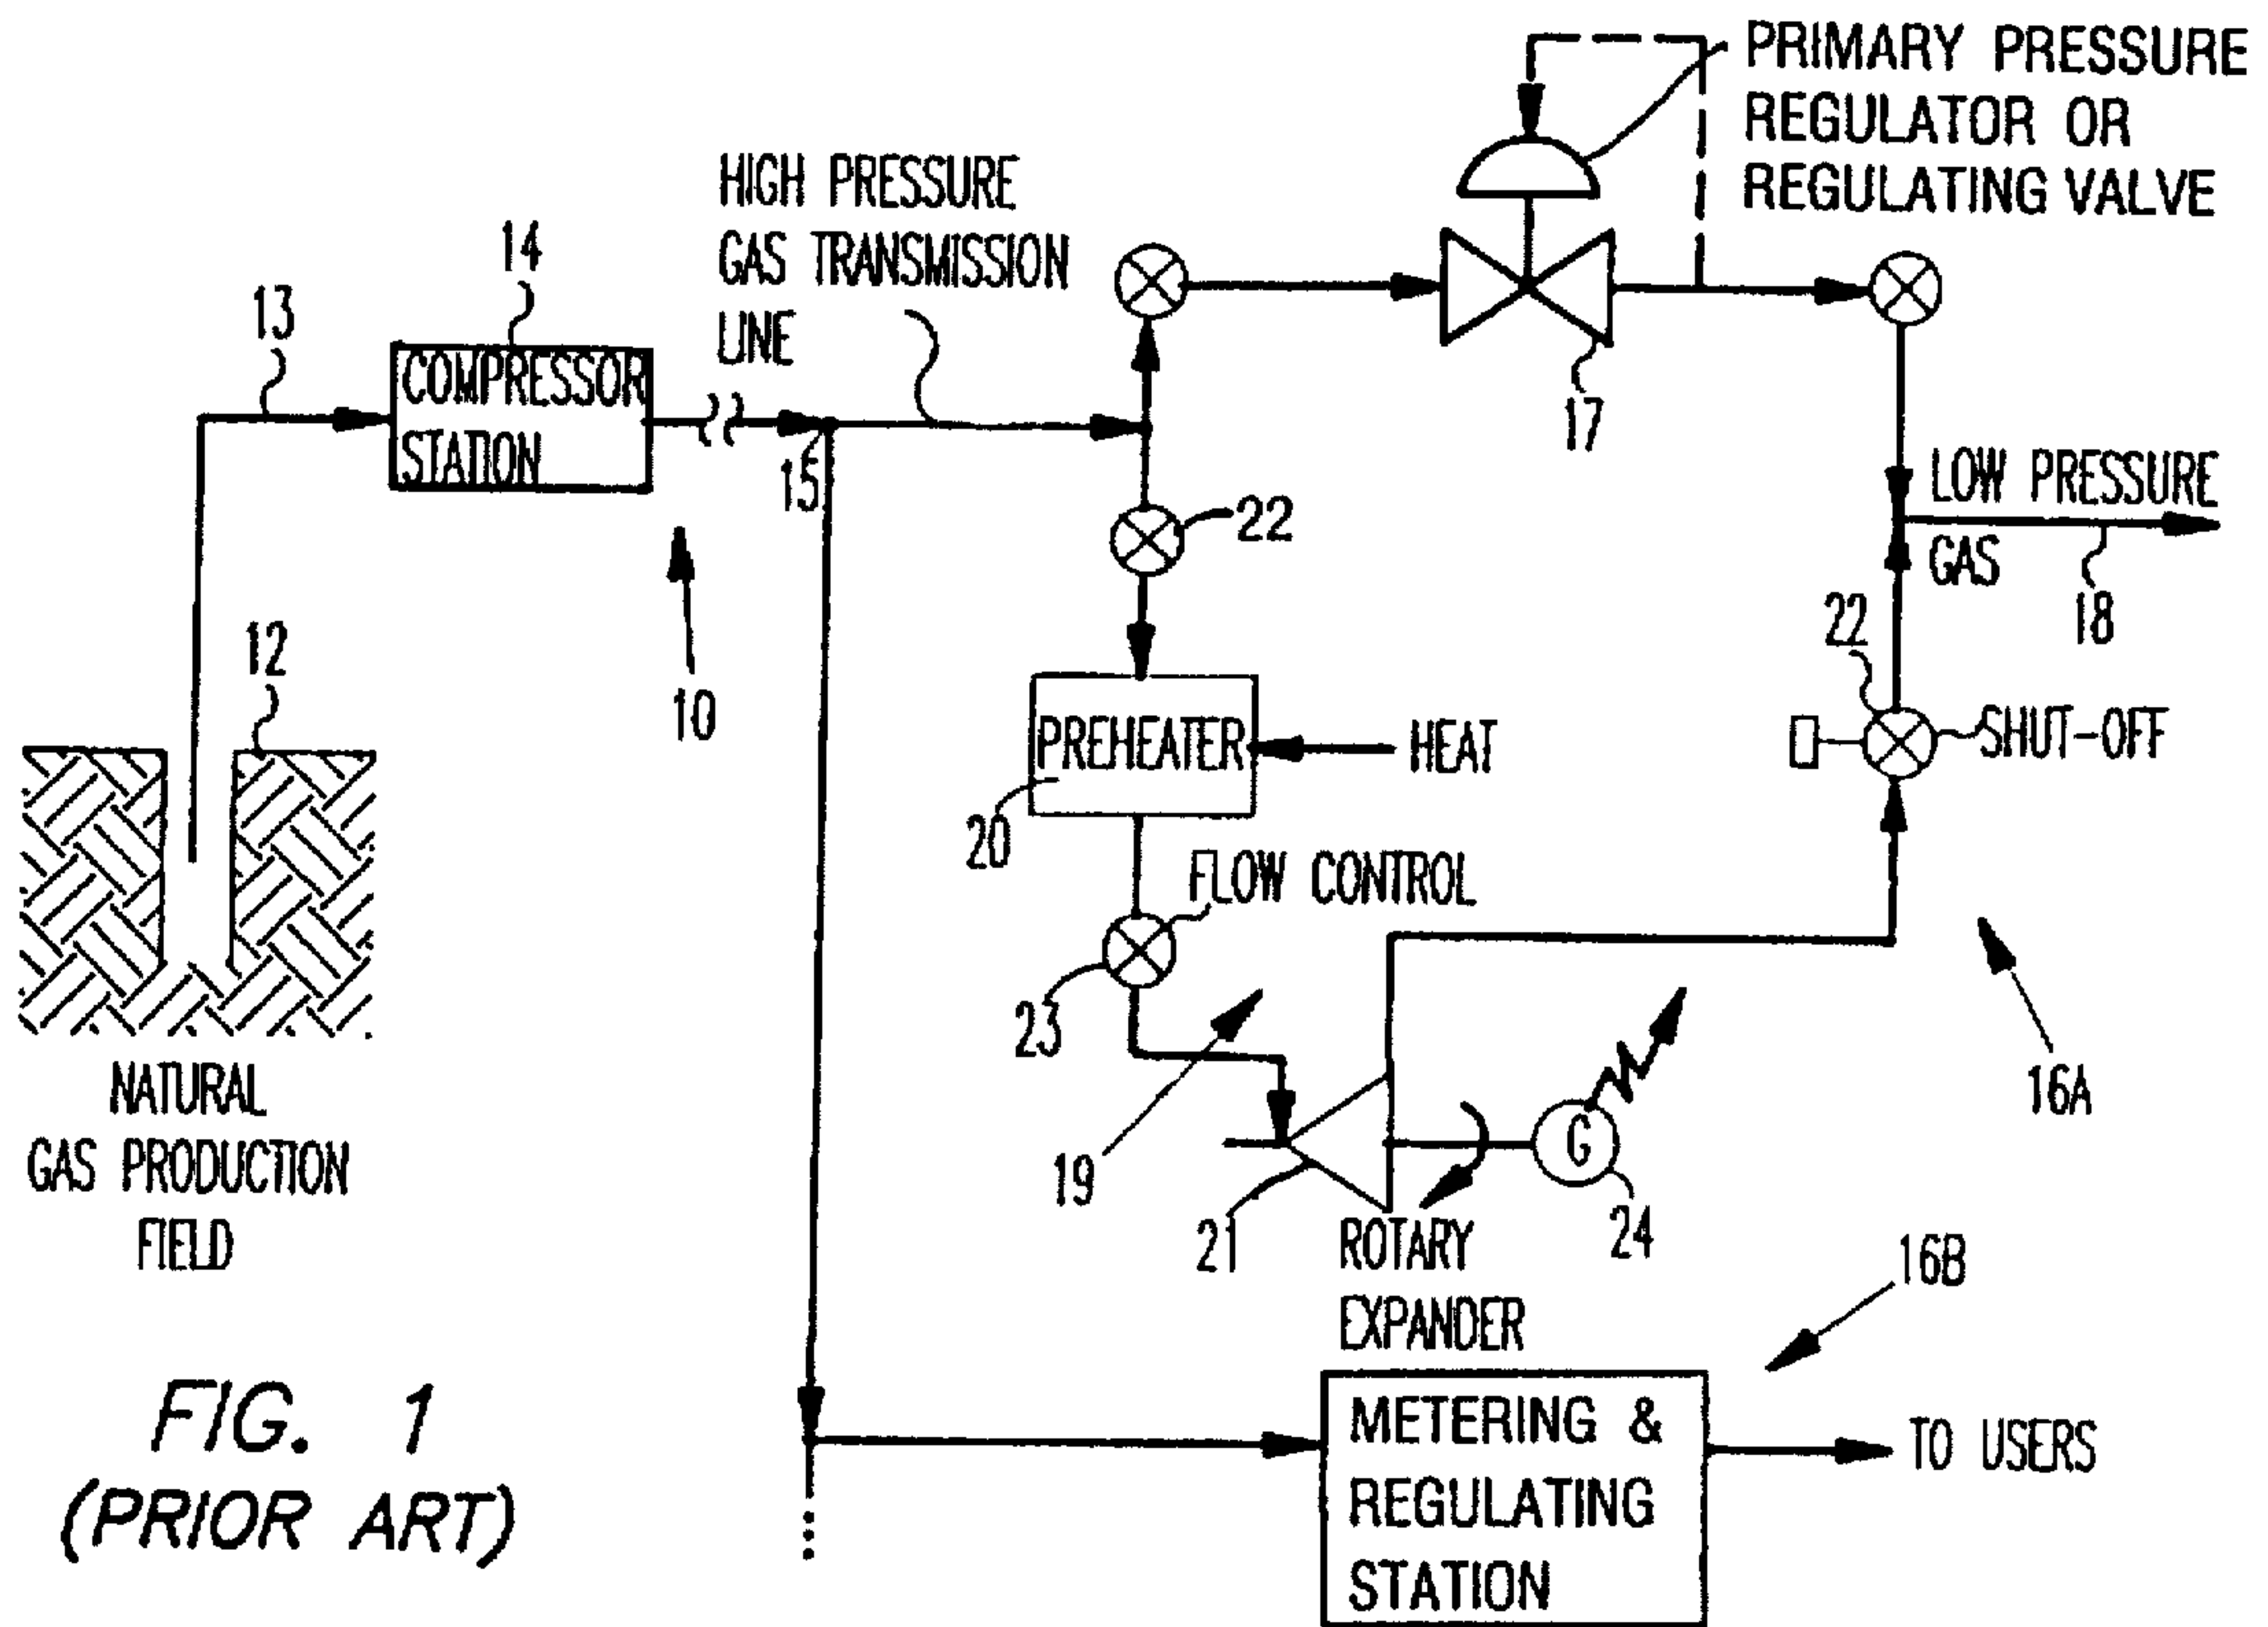 PRIMARY PRESSURE
REGULATOR OR
REGULATING VALVE
HIGH PRESSURE
GAS TRANSMISSION
LINE
14
13
COMPRESSOR
STATION
15
17
22
LOW PRESSURE
GAS
18
12
10
22
SHUT-OFF
PREHEATER
HEAT
20
FLOW CONTROL
23
19
16A
NATURAL
GAS PRODUCTION
FIELD
G
21
24
ROTARY
EXPANDER
16B
METERING &
REGULATING
STATION
TO USERS
FIG. 1
(PRIOR ART)